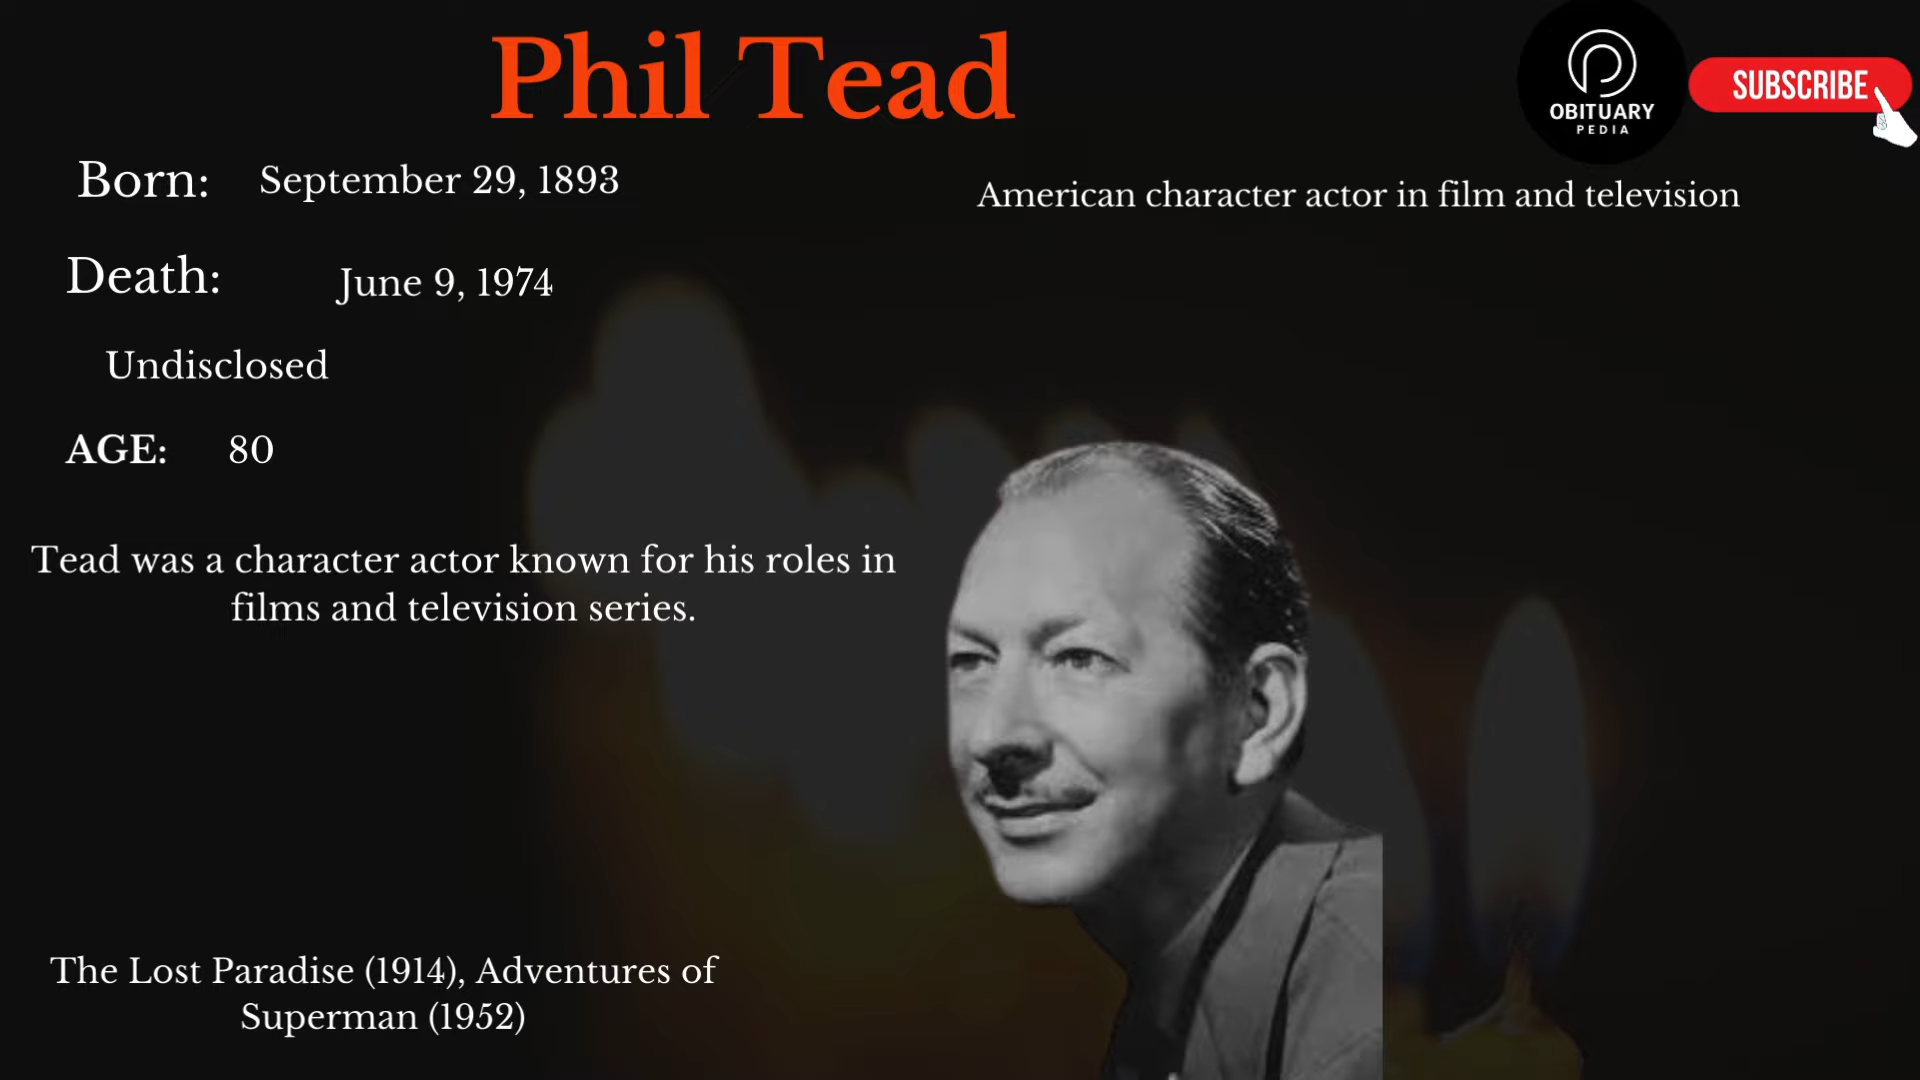 Phil Tead
OBITUARY
PEDIA
SUBSCRIBE
Born: September 29, 1893
American character actor in film and television
Death: June 9, 1974
Undisclosed
AGE: 80
Tead was a character actor known for his roles in
films and television series.
The Lost Paradise (1914), Adventures of
Superman (1952)